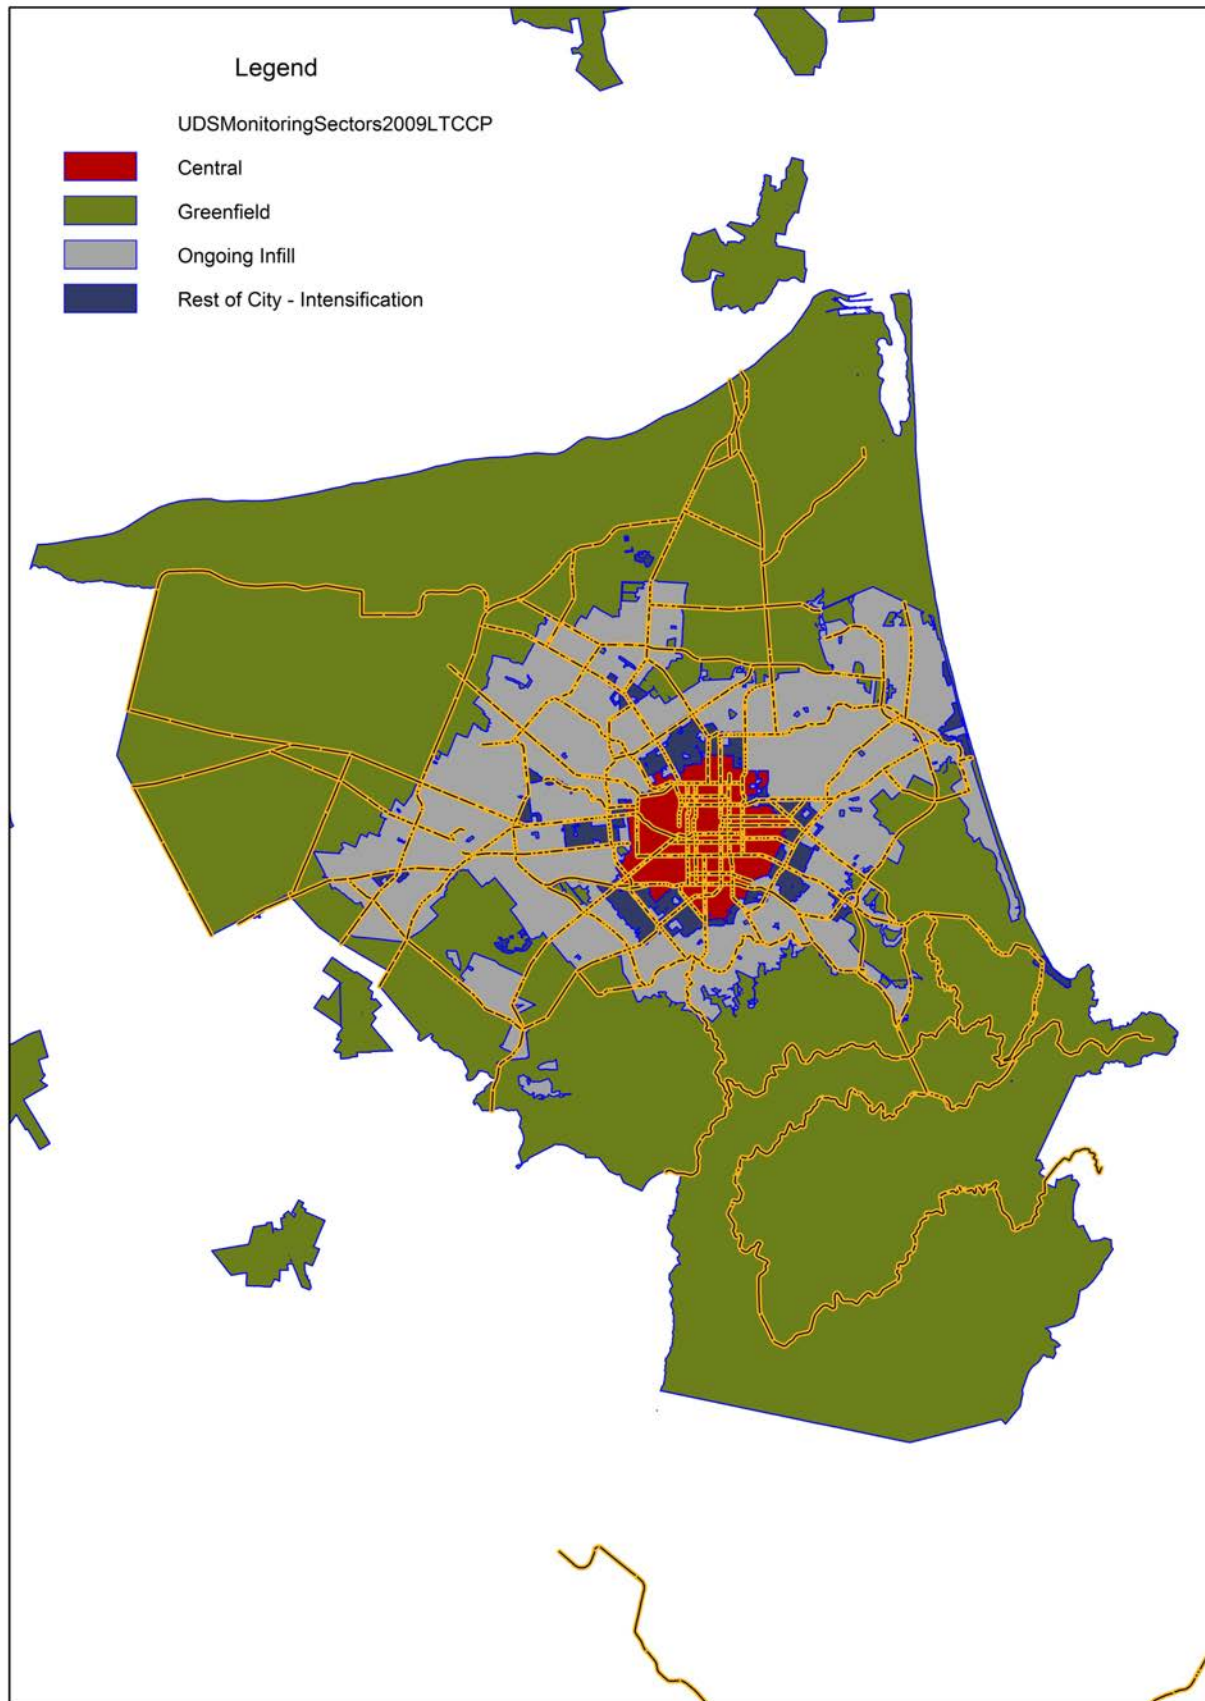 Legend
UDSMonitoringSectors2009LTCCP
Central
Greenfield
Ongoing Infill
Rest of City - Intensification